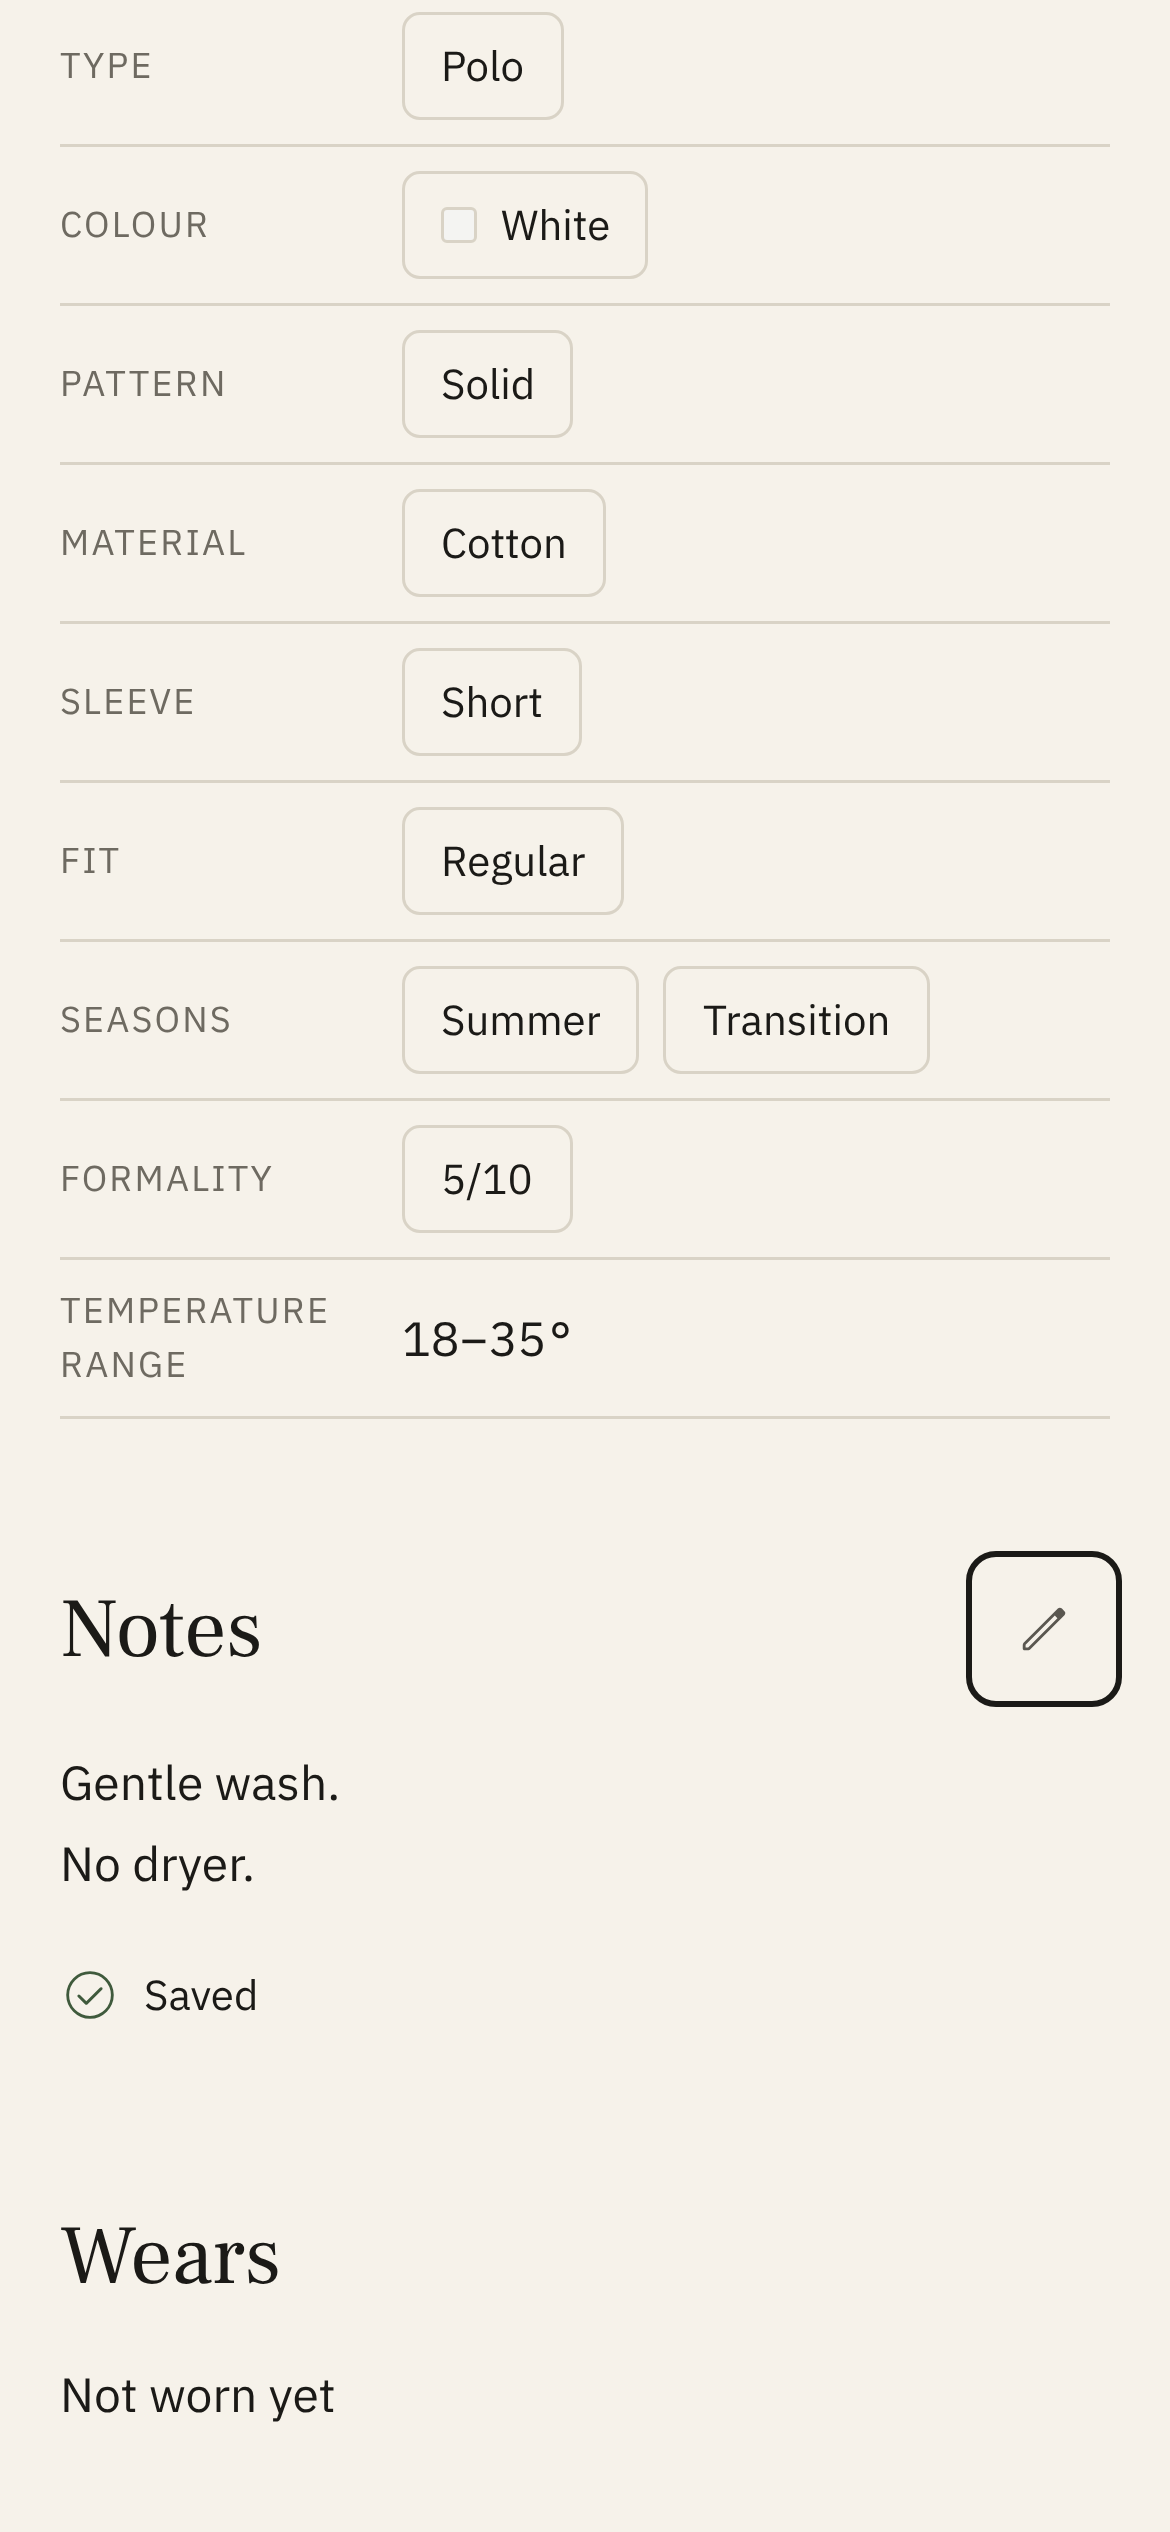 TYPE Polo
COLOUR White
PATTERN Solid
MATERIAL Cotton
SLEEVE Short
FIT Regular
SEASONS Summer Transition
FORMALITY 5/10
TEMPERATURE RANGE 18–35°
Notes
Gentle wash.
No dryer.
Saved
Wears
Not worn yet